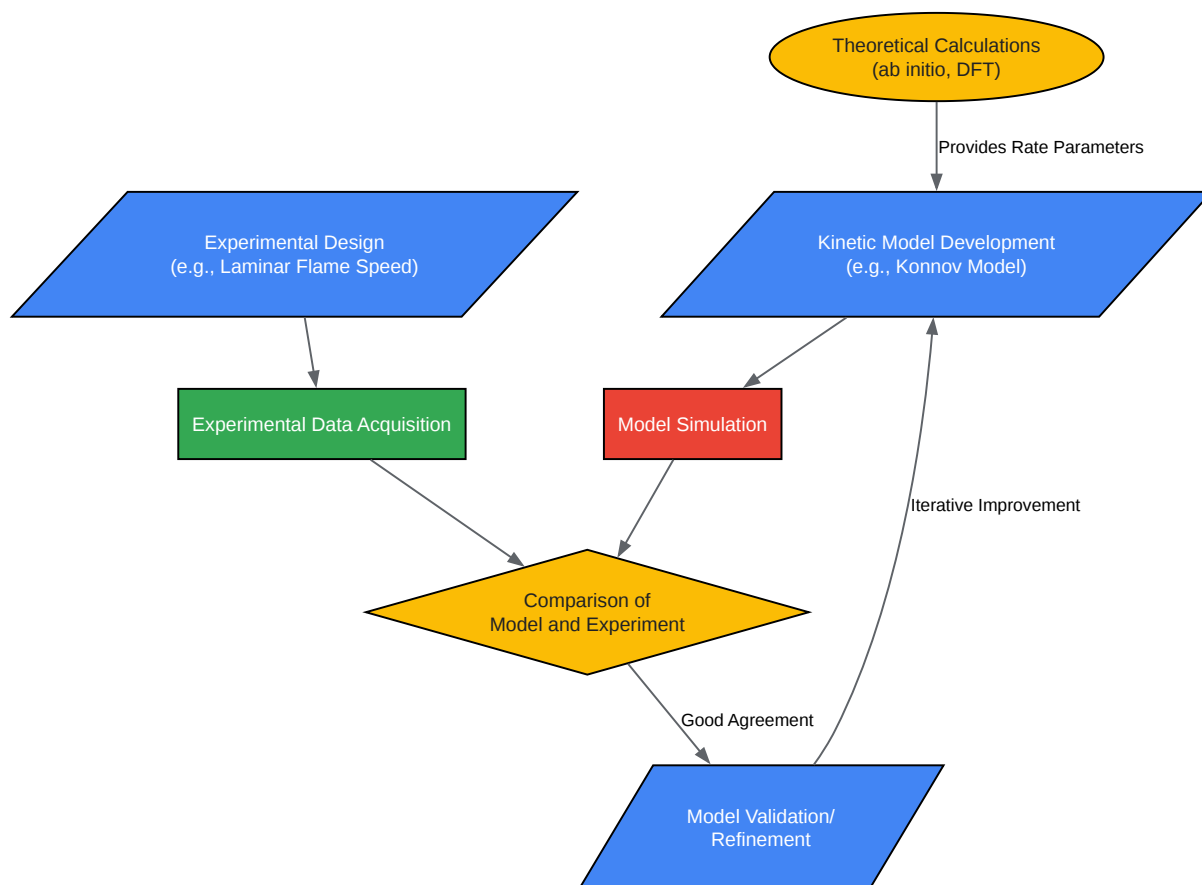 Theoretical Calculations
(ab initio, DFT)
Provides Rate Parameters
Experimental Design
(e.g., Laminar Flame Speed)
Kinetic Model Development
(e.g., Konnov Model)
Experimental Data Acquisition
Model Simulation
Iterative Improvement
Comparison of
Model and Experiment
Good Agreement
Model Validation/
Refinement